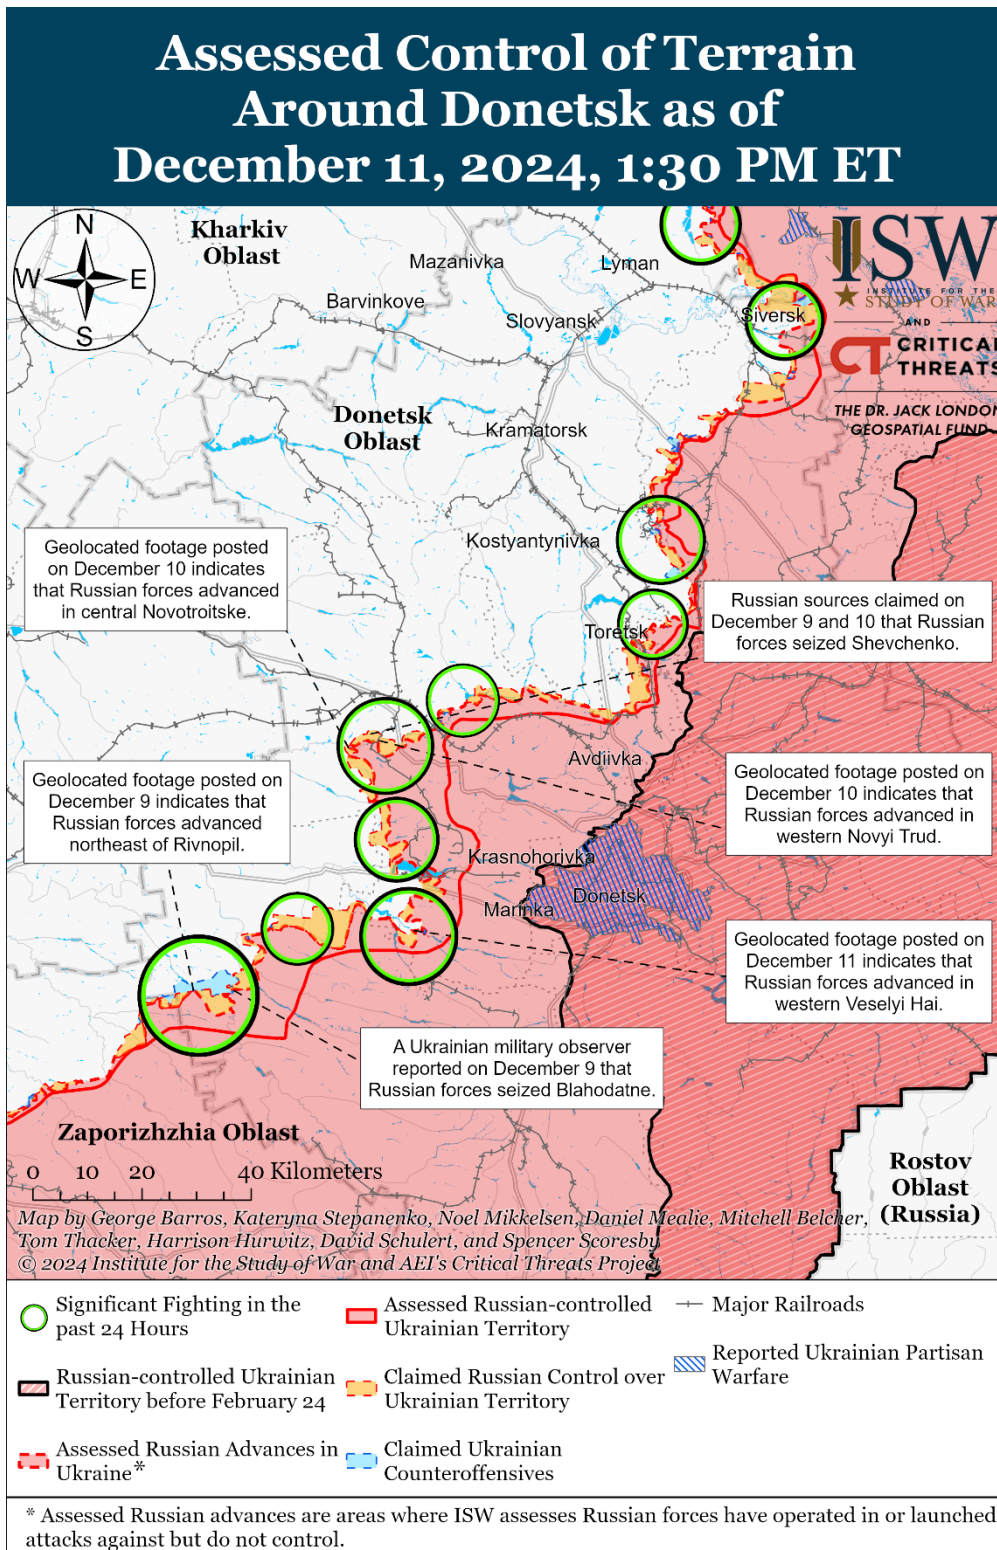 Assessed Control of Terrain
Around Donetsk as of
December 11, 2024, 1:30 PM ET
N
W
E
S
Kharkiv
Oblast
Mazanivka
Lyman
Barvinkove
Slovyansk
Siversk
ISW
INSTITUTE FOR THE
STUDY OF WAR
AND
CT CRITICAL
THREATS
THE DR. JACK LONDON
GEOSPATIAL FUND
Donetsk
Oblast
Kramatorsk
Kostyantynivka
Geolocated footage posted
on December 10 indicates
that Russian forces advanced
in central Novotroitske.
Russian sources claimed on
December 9 and 10 that Russian
forces seized Shevchenko.
Toretsk
Avdiivka
Geolocated footage posted on
December 9 indicates that
Russian forces advanced
northeast of Rivnopil.
Geolocated footage posted on
December 10 indicates that
Russian forces advanced in
western Novyi Trud.
Krasnohorivka
Donetsk
Marinka
Geolocated footage posted on
December 11 indicates that
Russian forces advanced in
western Veselyi Hai.
A Ukrainian military observer
reported on December 9 that
Russian forces seized Blahodatne.
Zaporizhzhia Oblast
0 10 20 40 Kilometers
Rostov
Oblast
(Russia)
Map by George Barros, Kateryna Stepanenko, Noel Mikkelsen, Daniel Mealie, Mitchell Belcher,
Tom Thacker, Harrison Hurwitz, David Schulert, and Spencer Scoresby
© 2024 Institute for the Study of War and AEI's Critical Threats Project
Significant Fighting in the
past 24 Hours
Assessed Russian-controlled
Ukrainian Territory
Major Railroads
Russian-controlled Ukrainian
Territory before February 24
Claimed Russian Control over
Ukrainian Territory
Reported Ukrainian Partisan
Warfare
Assessed Russian Advances in
Ukraine*
Claimed Ukrainian
Counteroffensives
* Assessed Russian advances are areas where ISW assesses Russian forces have operated in or launched
attacks against but do not control.